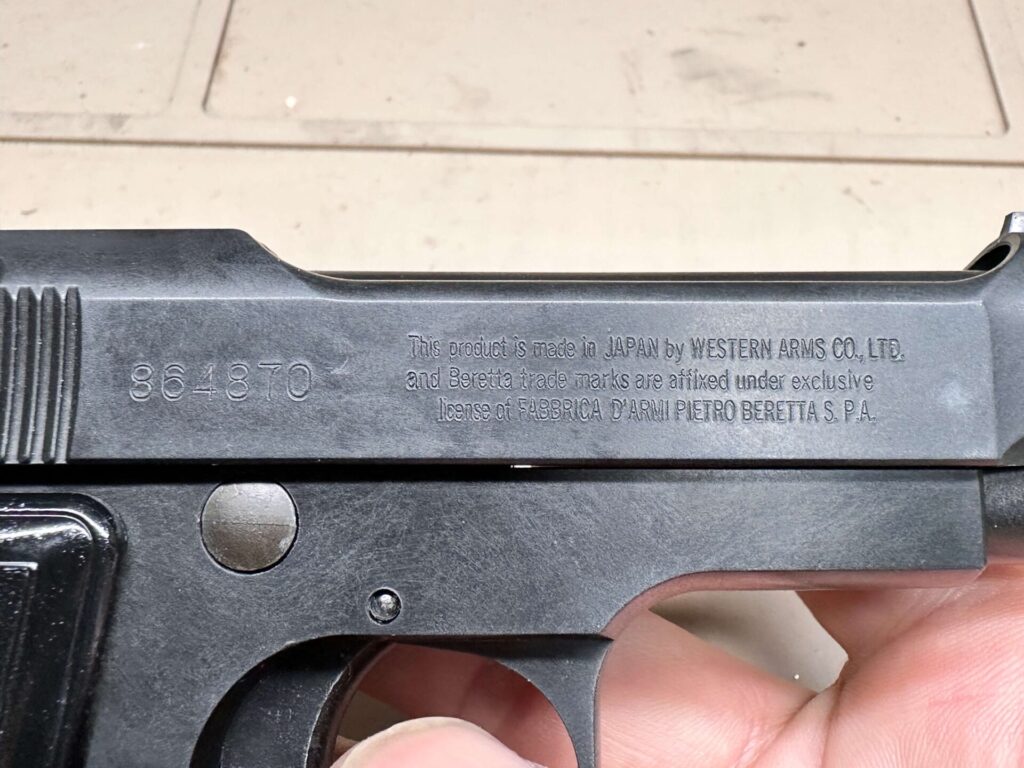 864870
This product is made in JAPAN by WESTERN ARMS CO., LTD.
and Beretta trade marks are affixed under exclusive
license of FABBRICA D'ARMI PIETRO BERETTA S. P.A.